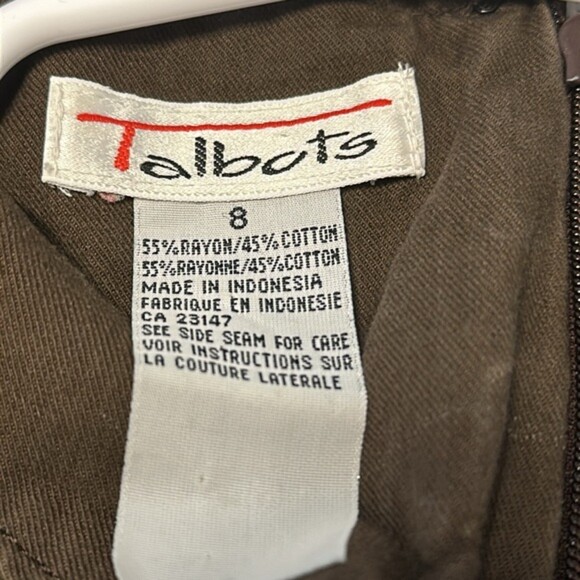 Talbots
8
55%RAYON/45%COTTON
55%RAYONNE/45%COTTON
MADE IN INDONESIA
FABRIQUE EN INDONESIE
CA 23147
SEE SIDE SEAM FOR CARE
VOIR INSTRUCTIONS SUR
LA COUTURE LATERALE